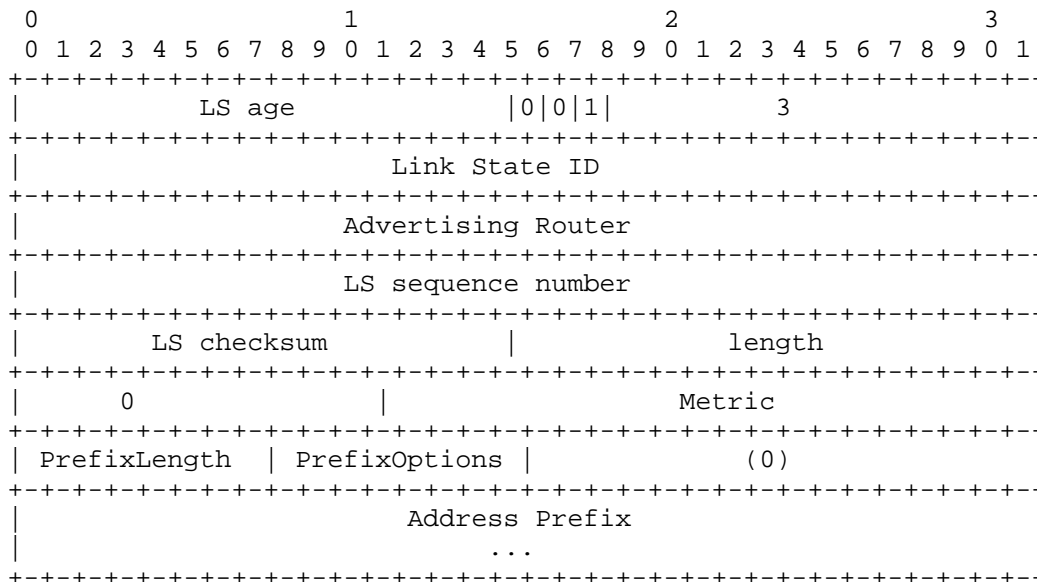 0                   1                   2                   3
0 1 2 3 4 5 6 7 8 9 0 1 2 3 4 5 6 7 8 9 0 1 2 3 4 5 6 7 8 9 0 1
+-+-+-+-+-+-+-+-+-+-+-+-+-+-+-+-+-+-+-+-+-+-+-+-+-+-+-+-+-+-+-+-
|           LS age             |0|0|1|          3
+-+-+-+-+-+-+-+-+-+-+-+-+-+-+-+-+-+-+-+-+-+-+-+-+-+-+-+-+-+-+-+-
|                       Link State ID
+-+-+-+-+-+-+-+-+-+-+-+-+-+-+-+-+-+-+-+-+-+-+-+-+-+-+-+-+-+-+-+-
|                    Advertising Router
+-+-+-+-+-+-+-+-+-+-+-+-+-+-+-+-+-+-+-+-+-+-+-+-+-+-+-+-+-+-+-+-
|                    LS sequence number
+-+-+-+-+-+-+-+-+-+-+-+-+-+-+-+-+-+-+-+-+-+-+-+-+-+-+-+-+-+-+-+-
|        LS checksum           |             length
+-+-+-+-+-+-+-+-+-+-+-+-+-+-+-+-+-+-+-+-+-+-+-+-+-+-+-+-+-+-+-+-
|      0               |                  Metric
+-+-+-+-+-+-+-+-+-+-+-+-+-+-+-+-+-+-+-+-+-+-+-+-+-+-+-+-+-+-+-+-
| PrefixLength  | PrefixOptions |             (0)
+-+-+-+-+-+-+-+-+-+-+-+-+-+-+-+-+-+-+-+-+-+-+-+-+-+-+-+-+-+-+-+-
|                        Address Prefix
|                             ...
+-+-+-+-+-+-+-+-+-+-+-+-+-+-+-+-+-+-+-+-+-+-+-+-+-+-+-+-+-+-+-+-